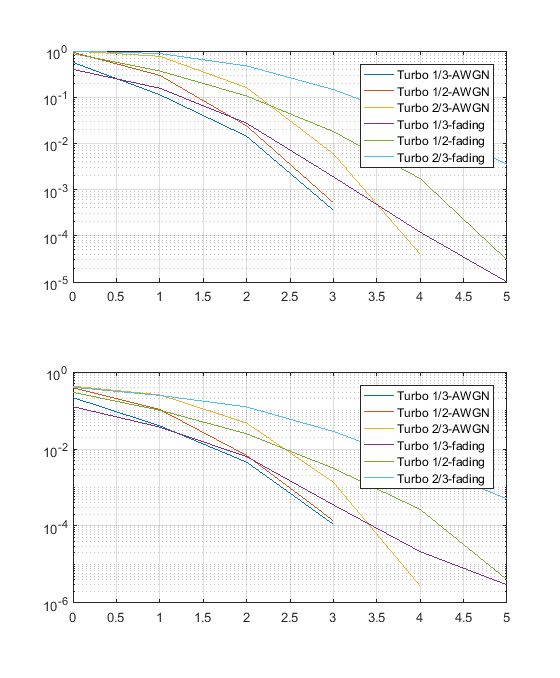 10^0
10^-1
10^-2
10^-3
10^-4
10^-5
0 0.5 1 1.5 2 2.5 3 3.5 4 4.5 5
Turbo 1/3-AWGN
Turbo 1/2-AWGN
Turbo 2/3-AWGN
Turbo 1/3-fading
Turbo 1/2-fading
Turbo 2/3-fading
10^0
10^-2
10^-4
10^-6
0 0.5 1 1.5 2 2.5 3 3.5 4 4.5 5
Turbo 1/3-AWGN
Turbo 1/2-AWGN
Turbo 2/3-AWGN
Turbo 1/3-fading
Turbo 1/2-fading
Turbo 2/3-fading